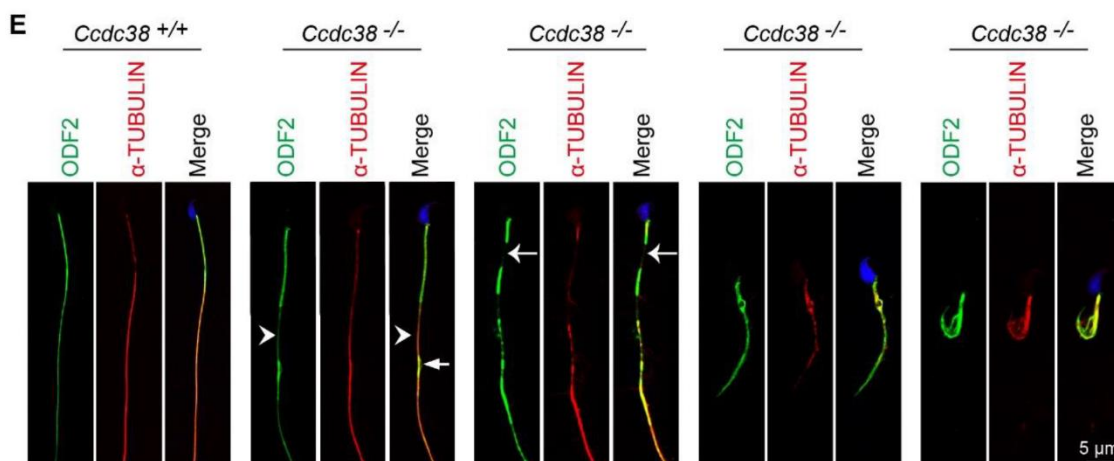 E
Ccdc38 +/+ Ccdc38 -/- Ccdc38 -/- Ccdc38 -/- Ccdc38 -/-
ODF2 α-TUBULIN Merge ODF2 α-TUBULIN Merge ODF2 α-TUBULIN Merge ODF2 α-TUBULIN Merge ODF2 α-TUBULIN Merge
5 μm